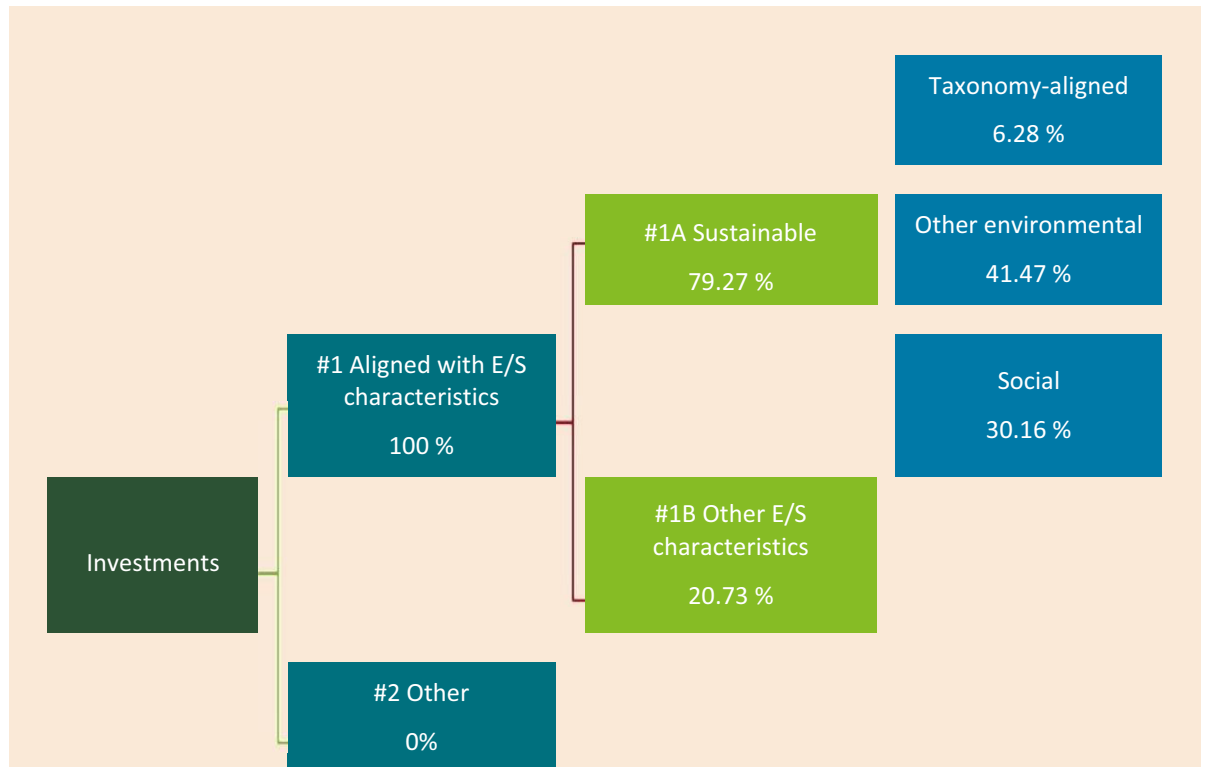 Taxonomy-aligned
6.28 %
#1A Sustainable
79.27 %
Other environmental
41.47 %
#1 Aligned with E/S
characteristics
100 %
Social
30.16 %
Investments
#1B Other E/S
characteristics
20.73 %
#2 Other
0%